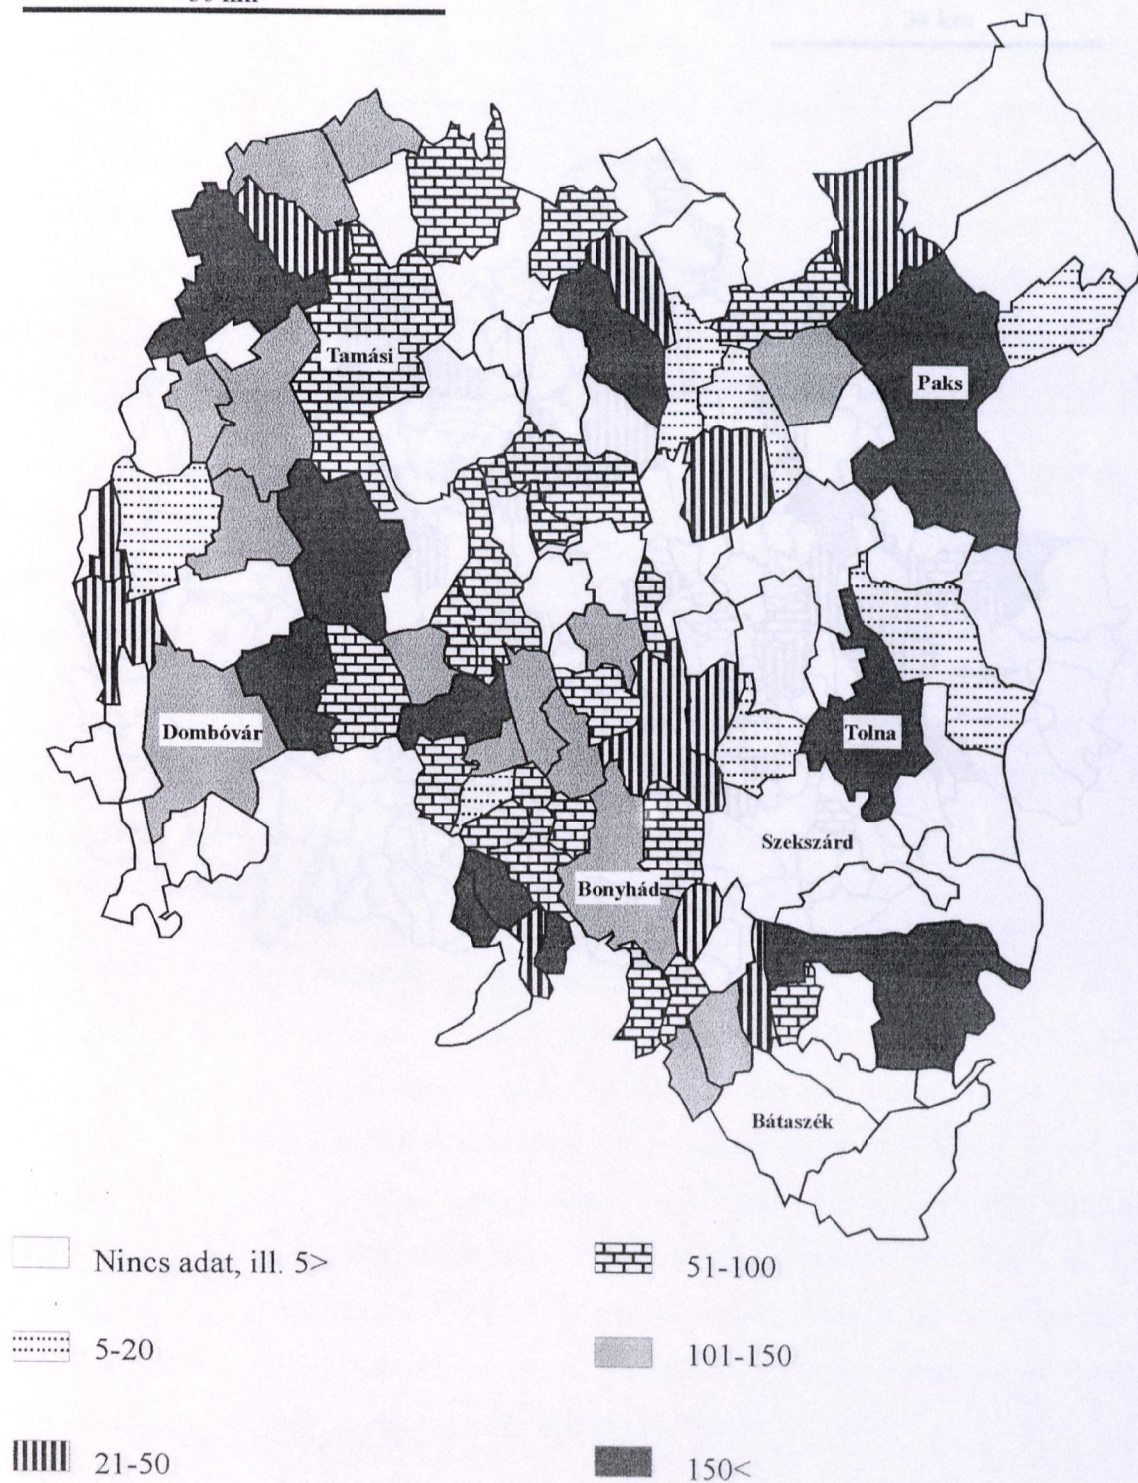 km
Tamási
Paks
Dombóvár
Tolna
Szekszárd
Bonyhád
Bátaszék
Nincs adat, ill. 5>
51-100
5-20
101-150
21-50
150<